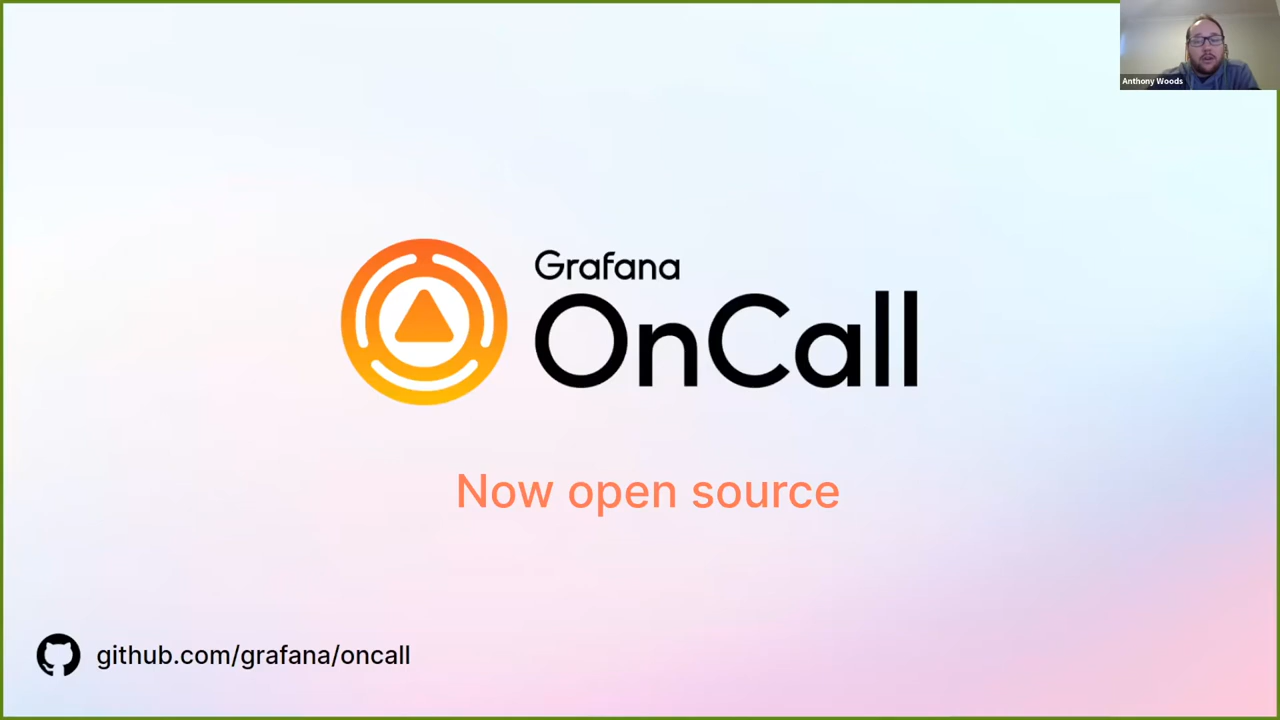 Anthony Woods
Grafana
OnCall
Now open source
github.com/grafana/oncall